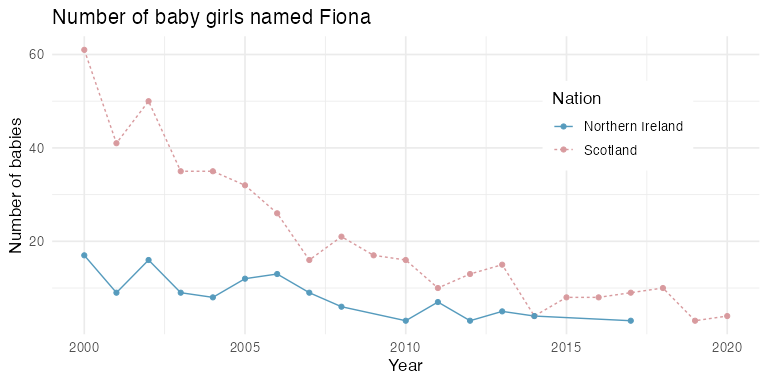 Number of baby girls named Fiona
Number of babies
60
40
20
Nation
Northern Ireland
Scotland
2000 2005 2010 2015 2020
Year